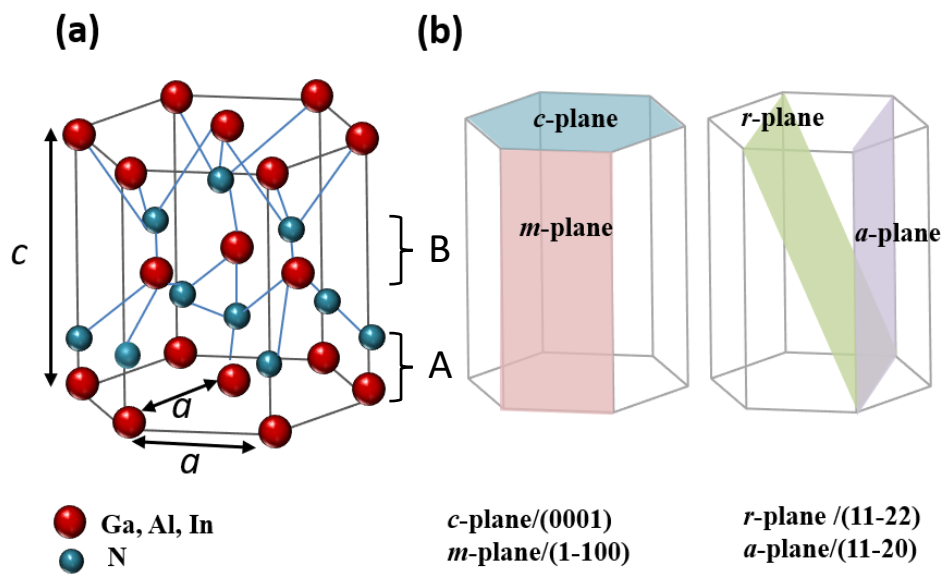 (a)
(b)
c
B
A
a
a
c-plane
m-plane
r-plane
a-plane
Ga, Al, In
N
c-plane/(0001)
m-plane/(1-100)
r-plane /(11-22)
a-plane/(11-20)